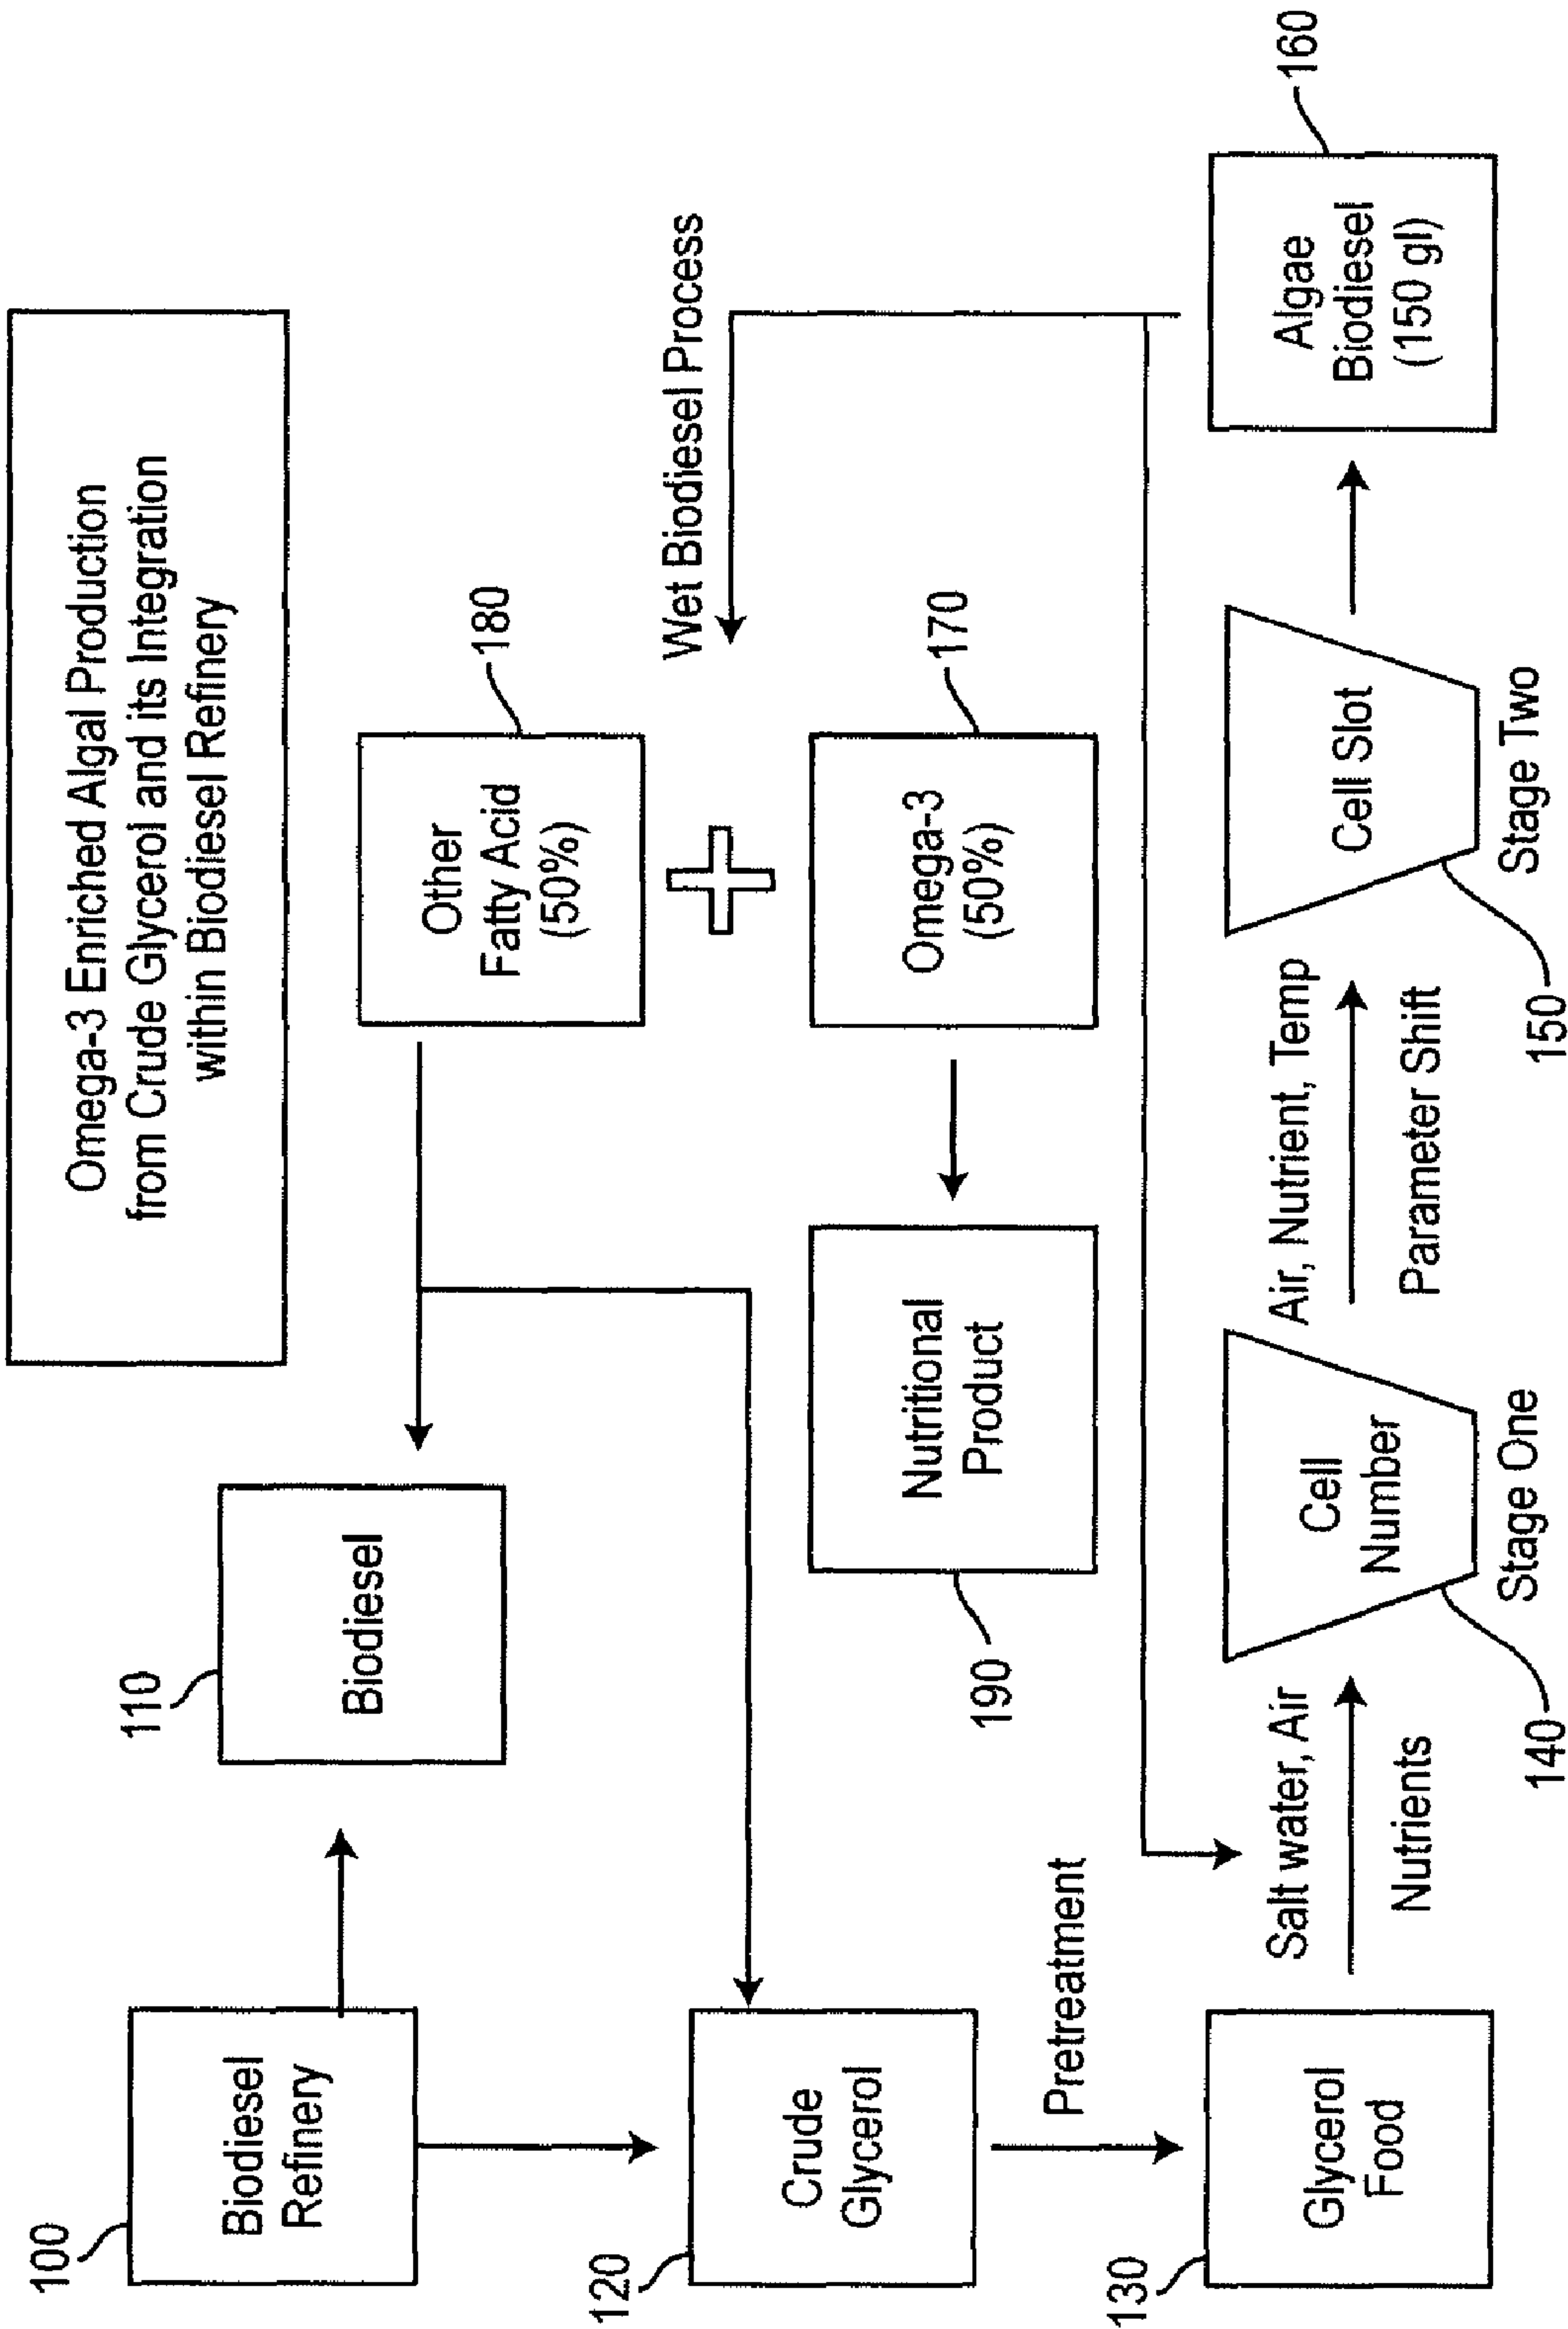 Omega-3 Enriched Algal Production
from Crude Glycerol and its Integration
within Biodiesel Refinery
100
Biodiesel
Refinery
110
Biodiesel
180
Other
Fatty Acid
(50%)
Wet Biodiesel Process
120
Crude
Glycerol
190
Nutritional
Product
170
Omega-3
(50%)
Pretreatment
130
Glycerol
Food
Salt water, Air
Nutrients
140
Cell
Number
Stage One
Air, Nutrient, Temp
Parameter Shift
150
Cell Slot
Stage Two
160
Algae
Biodiesel
(150 gl)